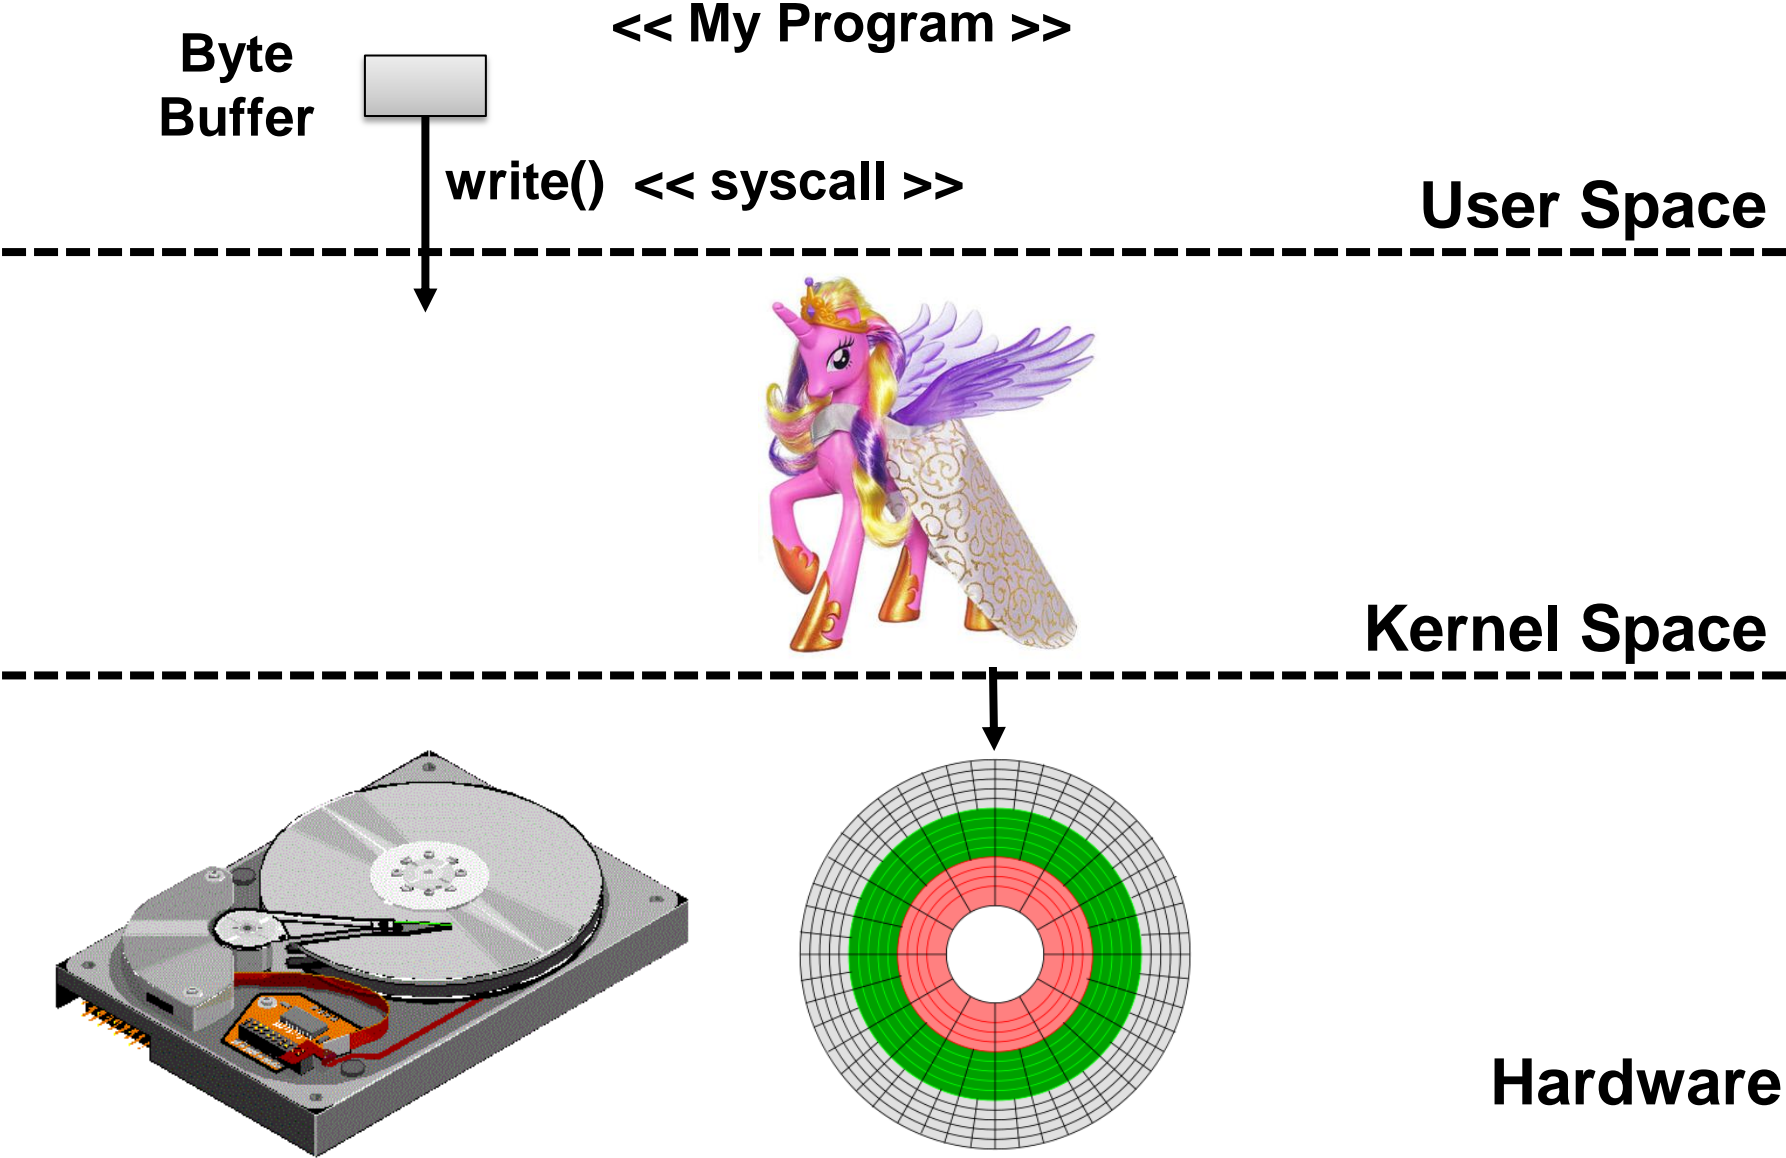 << My Program >>
Byte
Buffer
write() << syscall >>
User Space
Kernel Space
Hardware